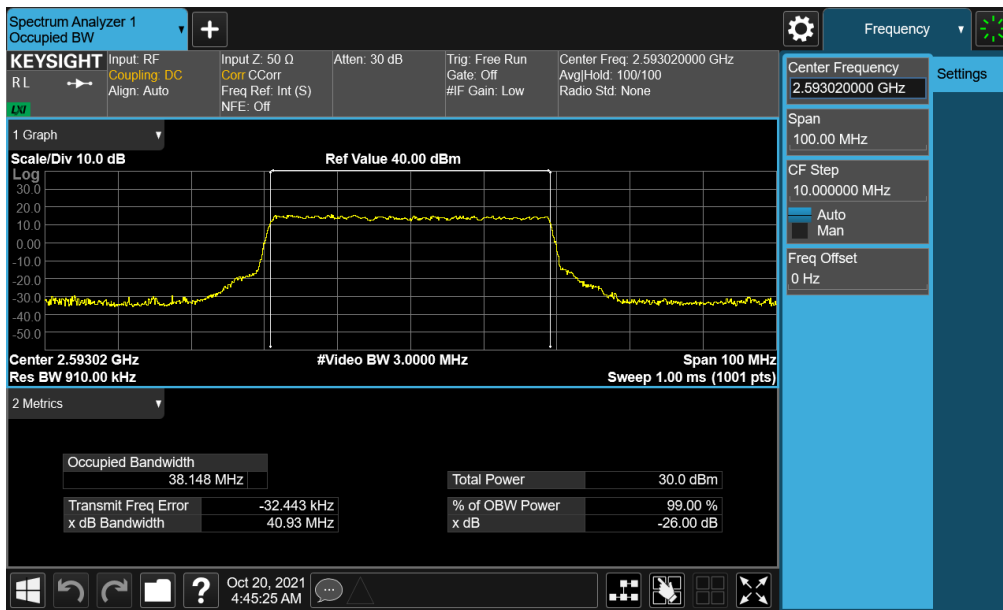 Spectrum Analyzer 1
Occupied BW
Frequency
KEYSIGHT
R L
LXI
Input: RF
Coupling: DC
Align: Auto
Input Z: 50 Ω
Corr CCorr
Freq Ref: Int (S)
NFE: Off
Atten: 30 dB
Trig: Free Run
Gate: Off
#IF Gain: Low
Center Freq: 2.593020000 GHz
Avg|Hold: 100/100
Radio Std: None
Center Frequency
2.593020000 GHz
Settings
Span
100.00 MHz
CF Step
10.000000 MHz
Auto
Man
Freq Offset
0 Hz
1 Graph
Scale/Div 10.0 dB
Ref Value 40.00 dBm
Log
30.0
20.0
10.0
0.00
-10.0
-20.0
-30.0
-40.0
-50.0
Center 2.59302 GHz
#Video BW 3.0000 MHz
Span 100 MHz
Res BW 910.00 kHz
Sweep 1.00 ms (1001 pts)
2 Metrics
Occupied Bandwidth
38.148 MHz
Total Power 30.0 dBm
Transmit Freq Error -32.443 kHz
% of OBW Power 99.00 %
x dB Bandwidth 40.93 MHz
x dB -26.00 dB
Oct 20, 2021
4:45:25 AM